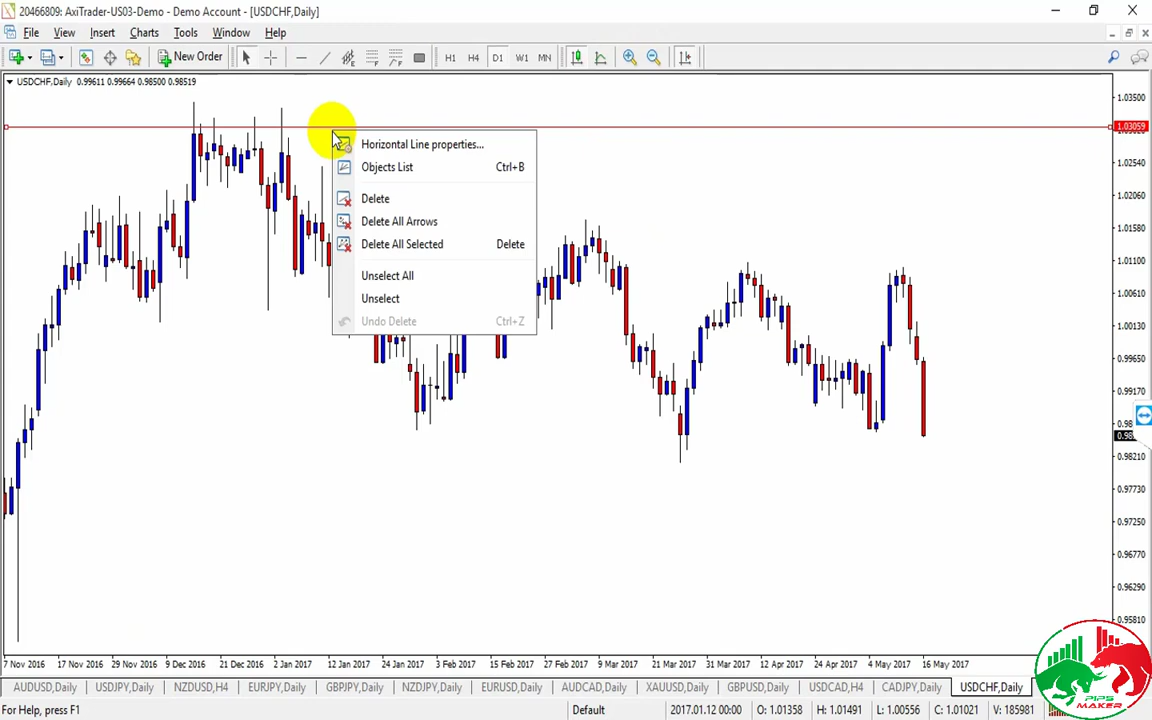 20466809: AxiTrader-US03-Demo - Demo Account - [USDCHF,Daily]
File View Insert Charts Tools Window Help
New Order H1 H4 D1 W1 MN
USDCHF,Daily 0.99611 0.99664 0.98500 0.98519
1.03500
1.03059
1.02540
1.02060
1.01580
1.01100
1.00610
1.00130
0.99650
0.99170
0.98
0.98
0.98210
0.97730
0.97250
0.96770
0.96290
0.95810
Horizontal Line properties...
Objects List Ctrl+B
Delete
Delete All Arrows
Delete All Selected Delete
Unselect All
Unselect
Undo Delete Ctrl+Z
7 Nov 2016 17 Nov 2016 29 Nov 2016 9 Dec 2016 21 Dec 2016 2 Jan 2017 12 Jan 2017 24 Jan 2017 3 Feb 2017 15 Feb 2017 27 Feb 2017 9 Mar 2017 21 Mar 2017 31 Mar 2017 12 Apr 2017 24 Apr 2017 4 May 2017 16 May 2017
AUDUSD,Daily USDJPY,Daily NZDUSD,H4 EURJPY,Daily GBPJPY,Daily NZDJPY,Daily EURUSD,Daily AUDCAD,Daily XAUUSD,Daily GBPUSD,Daily USDCAD,H4 CADJPY,Daily USDCHF,Daily
For Help, press F1 Default 2017.01.12 00:00 O: 1.01358 H: 1.01491 L: 1.00556 C: 1.01021 V: 185981
PIPS
MAKER